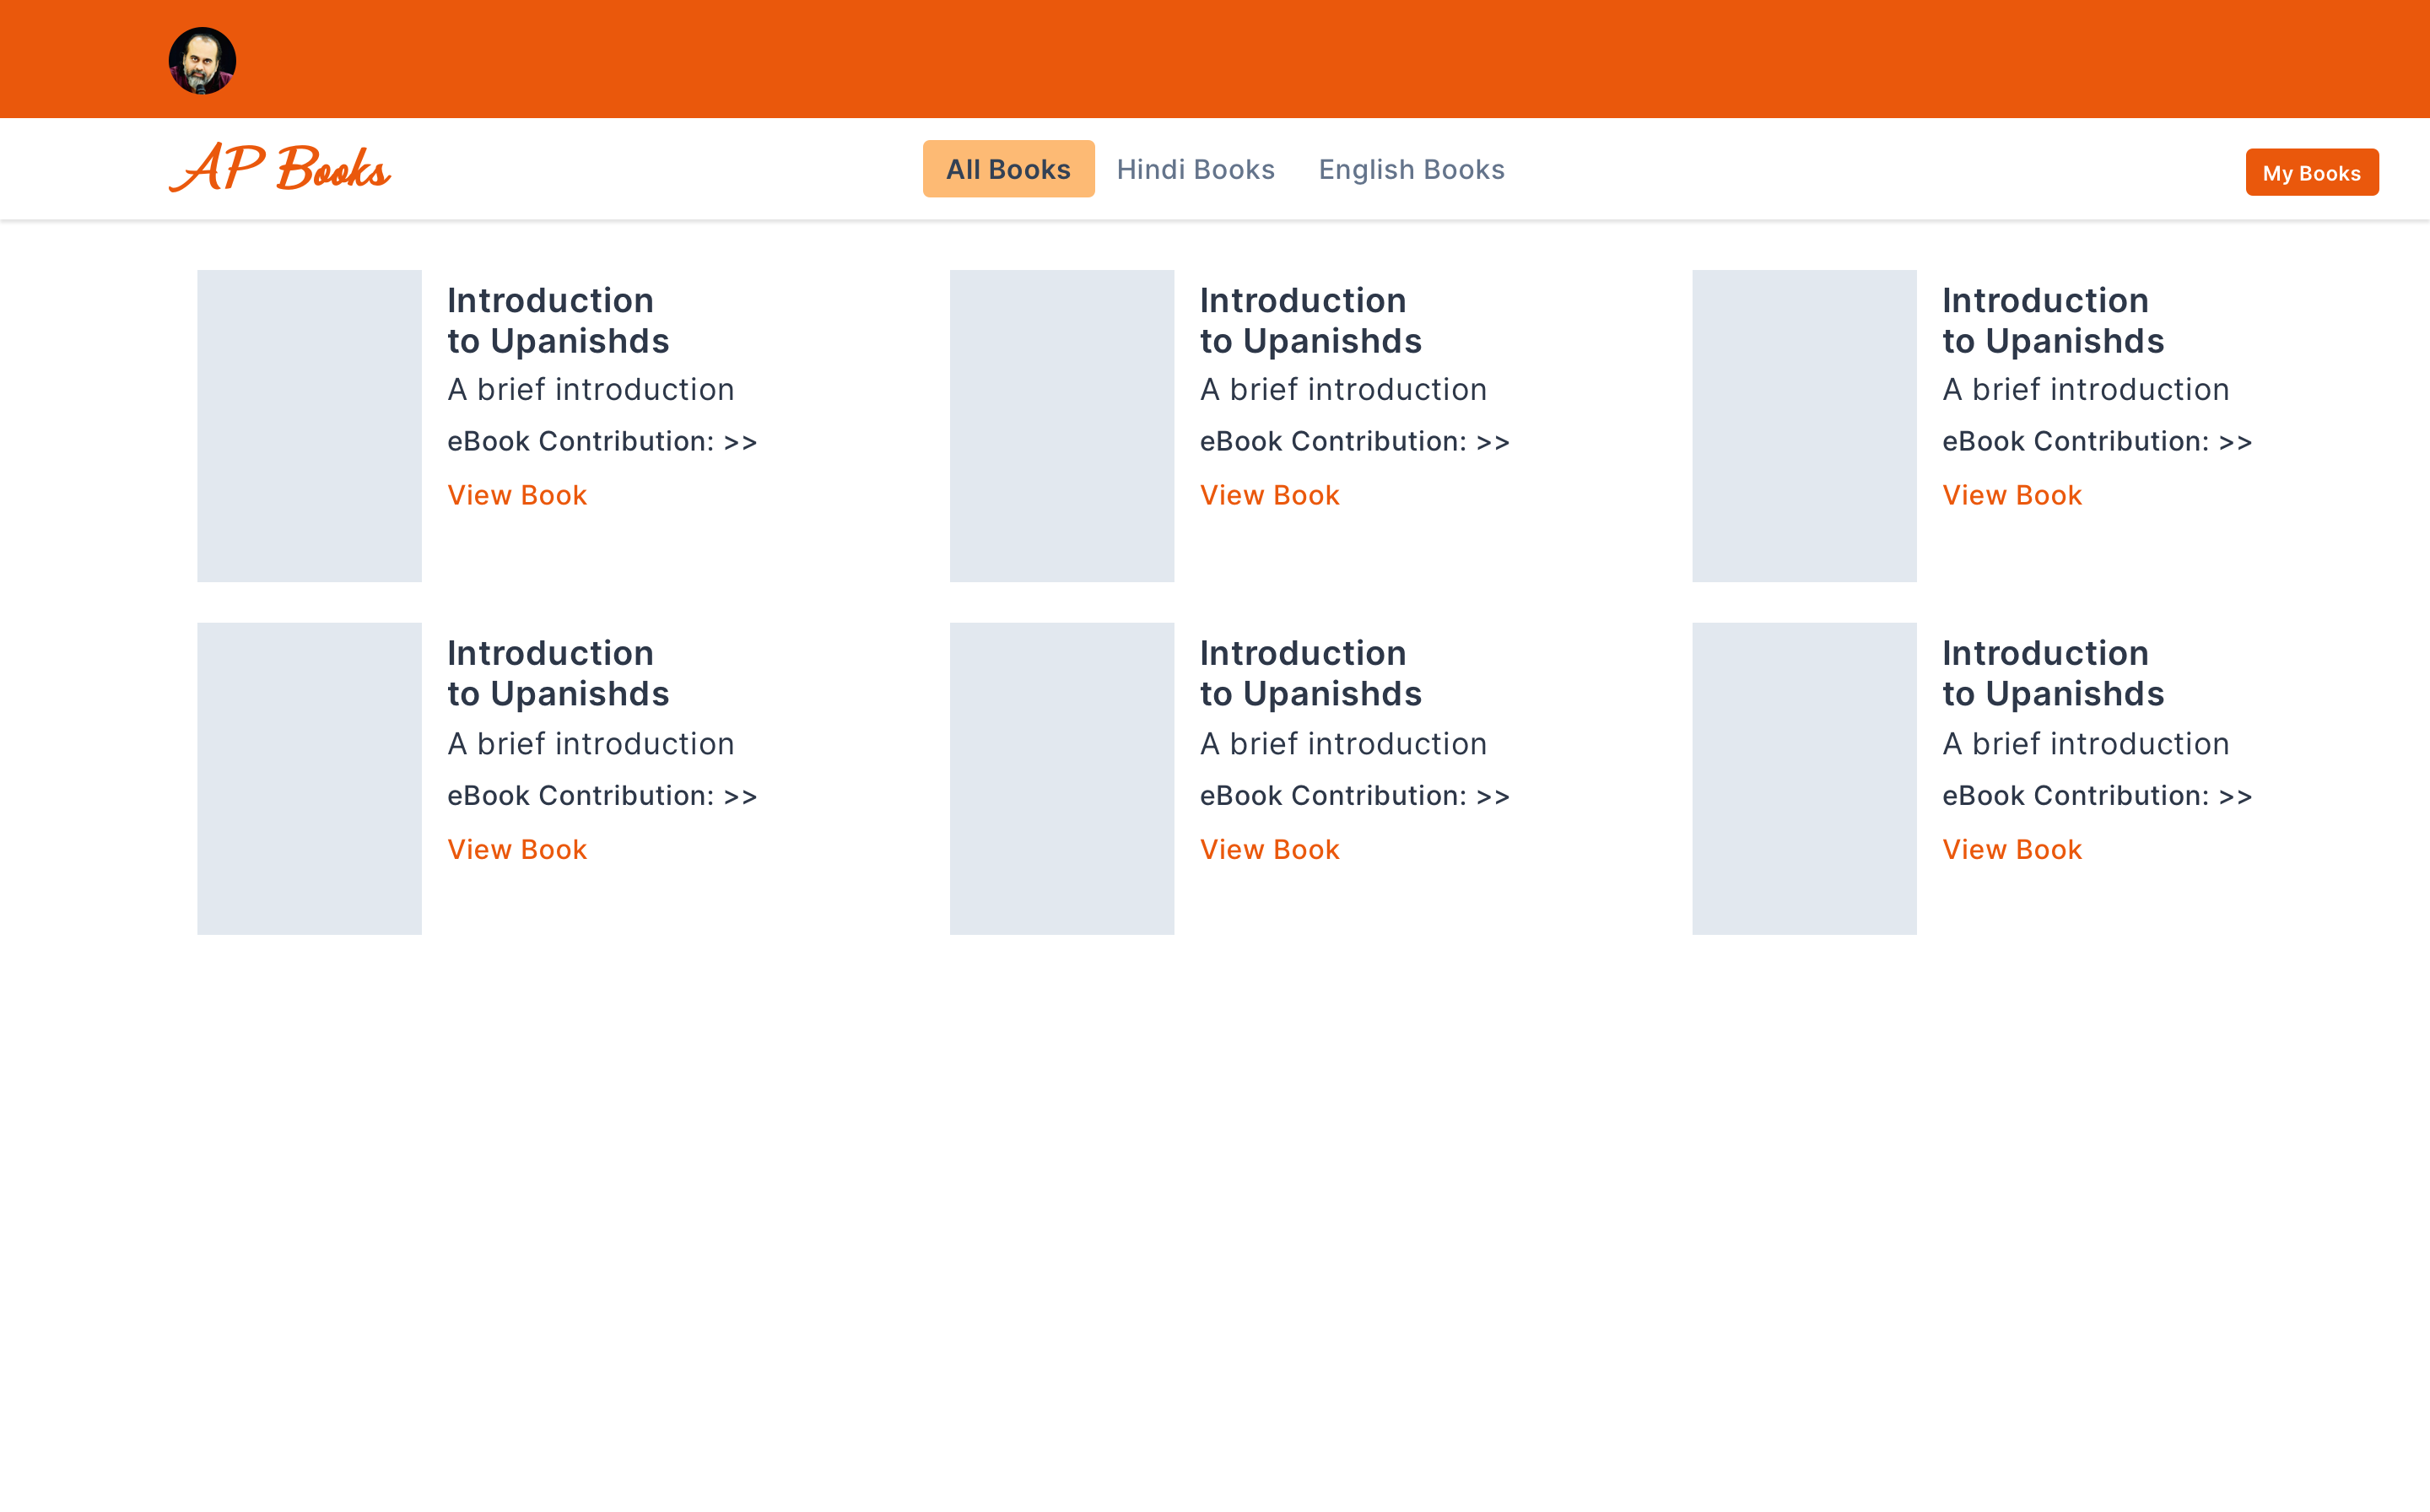 AP Books
All Books
Hindi Books
English Books
My Books
Introduction
to Upanishds
A brief introduction
eBook Contribution: >>
View Book
Introduction
to Upanishds
A brief introduction
eBook Contribution: >>
View Book
Introduction
to Upanishds
A brief introduction
eBook Contribution: >>
View Book
Introduction
to Upanishds
A brief introduction
eBook Contribution: >>
View Book
Introduction
to Upanishds
A brief introduction
eBook Contribution: >>
View Book
Introduction
to Upanishds
A brief introduction
eBook Contribution: >>
View Book